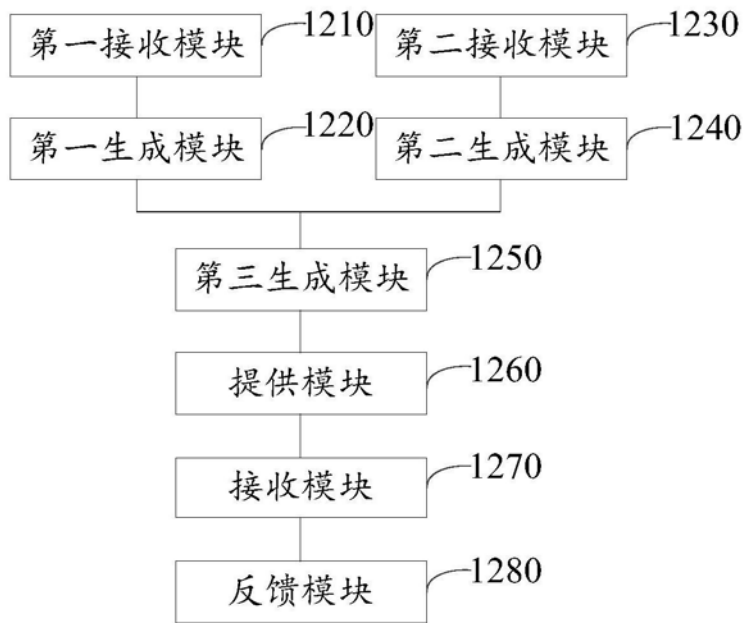 第一接收模块 1210 第二接收模块 1230
第一生成模块 1220 第二生成模块 1240
第三生成模块 1250
提供模块 1260
接收模块 1270
反馈模块 1280